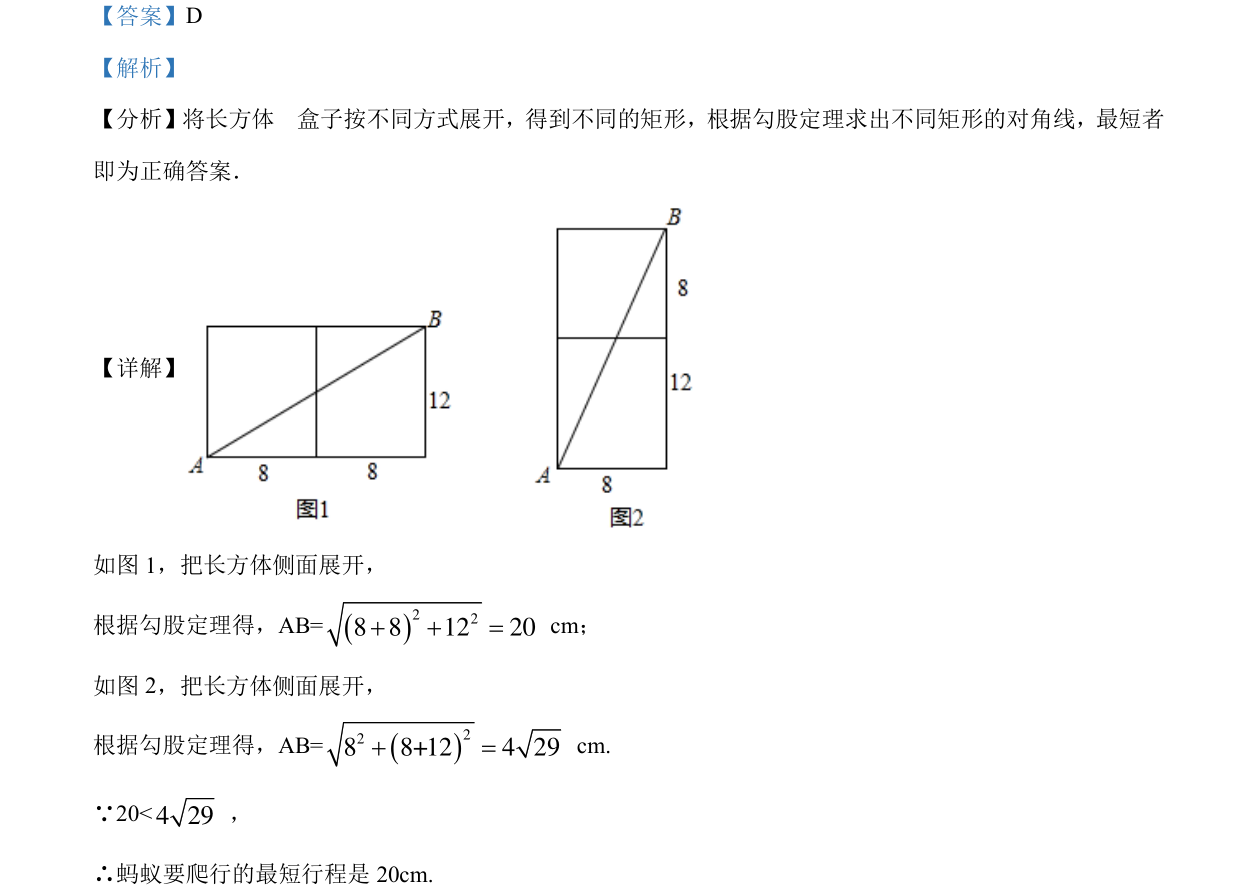 【答案】D
【解析】
【分析】将长方体 盒子按不同方式展开，得到不同的矩形，根据勾股定理求出不同矩形的对角线，最短者
即为正确答案．
【详解】
A
8
8
12
B
图1
A
8
12
8
B
图2
如图 1，把长方体侧面展开，
根据勾股定理得，AB=√((8+8)²+12²) = 20 cm；
如图 2，把长方体侧面展开，
根据勾股定理得，AB=√(8²+(8+12)²) = 4√29 cm.
∵20<4√29 ，
∴蚂蚁要爬行的最短行程是 20cm.